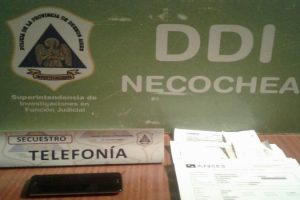 POLICIA DE LA PROVINCIA DE BUENOS AIRES
Superintendencia de
Investigaciones en
Función Judicial
DDI
NECOCHEA
SECUESTRO
TELEFONÍA
ANSES